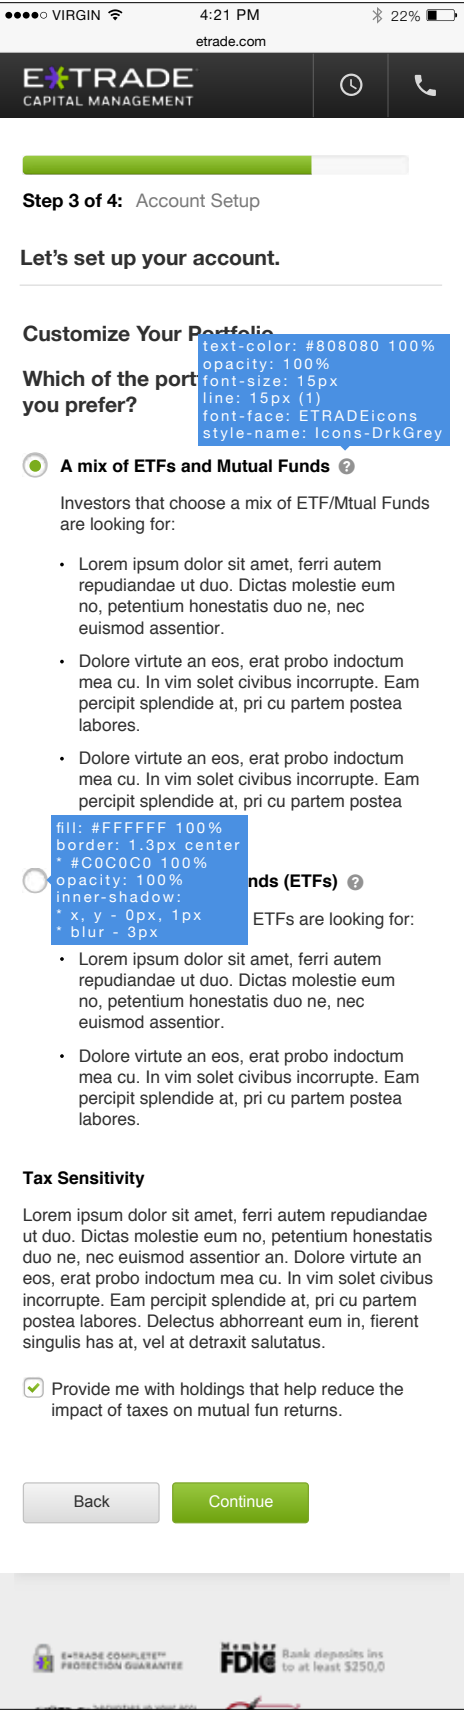 VIRGIN
4:21 PM
22%
etrade.com
E*TRADE
CAPITAL MANAGEMENT
Step 3 of 4: Account Setup
Let's set up your account.
Customize Your Portfolio
text-color: #808080 100%
opacity: 100%
font-size: 15px
line: 15px (1)
font-face: ETRADEicons
style-name: Icons-DrkGrey
Which of the port
you prefer?
A mix of ETFs and Mutual Funds ?
Investors that choose a mix of ETF/Mtual Funds
are looking for:
• Lorem ipsum dolor sit amet, ferri autem
repudiandae ut duo. Dictas molestie eum
no, petentium honestatis duo ne, nec
euismod assentior.
• Dolore virtute an eos, erat probo indoctum
mea cu. In vim solet civibus incorrupte. Eam
percipit splendide at, pri cu partem postea
labores.
• Dolore virtute an eos, erat probo indoctum
mea cu. In vim solet civibus incorrupte. Eam
percipit splendide at, pri cu partem postea
fill: #FFFFFF 100%
border: 1.3px center
* #C0C0C0 100%
opacity: 100%
inner-shadow:
* x, y - 0px, 1px
* blur - 3px
nds (ETFs) ?
ETFs are looking for:
• Lorem ipsum dolor sit amet, ferri autem
repudiandae ut duo. Dictas molestie eum
no, petentium honestatis duo ne, nec
euismod assentior.
• Dolore virtute an eos, erat probo indoctum
mea cu. In vim solet civibus incorrupte. Eam
percipit splendide at, pri cu partem postea
labores.
Tax Sensitivity
Lorem ipsum dolor sit amet, ferri autem repudiandae
ut duo. Dictas molestie eum no, petentium honestatis
duo ne, nec euismod assentior an. Dolore virtute an
eos, erat probo indoctum mea cu. In vim solet civibus
incorrupte. Eam percipit splendide at, pri cu partem
postea labores. Delectus abhorreant eum in, fierent
singulis has at, vel at detraxit salutatus.
Provide me with holdings that help reduce the
impact of taxes on mutual fun returns.
Back
Continue
E*TRADE COMPLETE™
PROTECTION GUARANTEE
Member
FDIC
Bank deposits ins
to at least $250,0